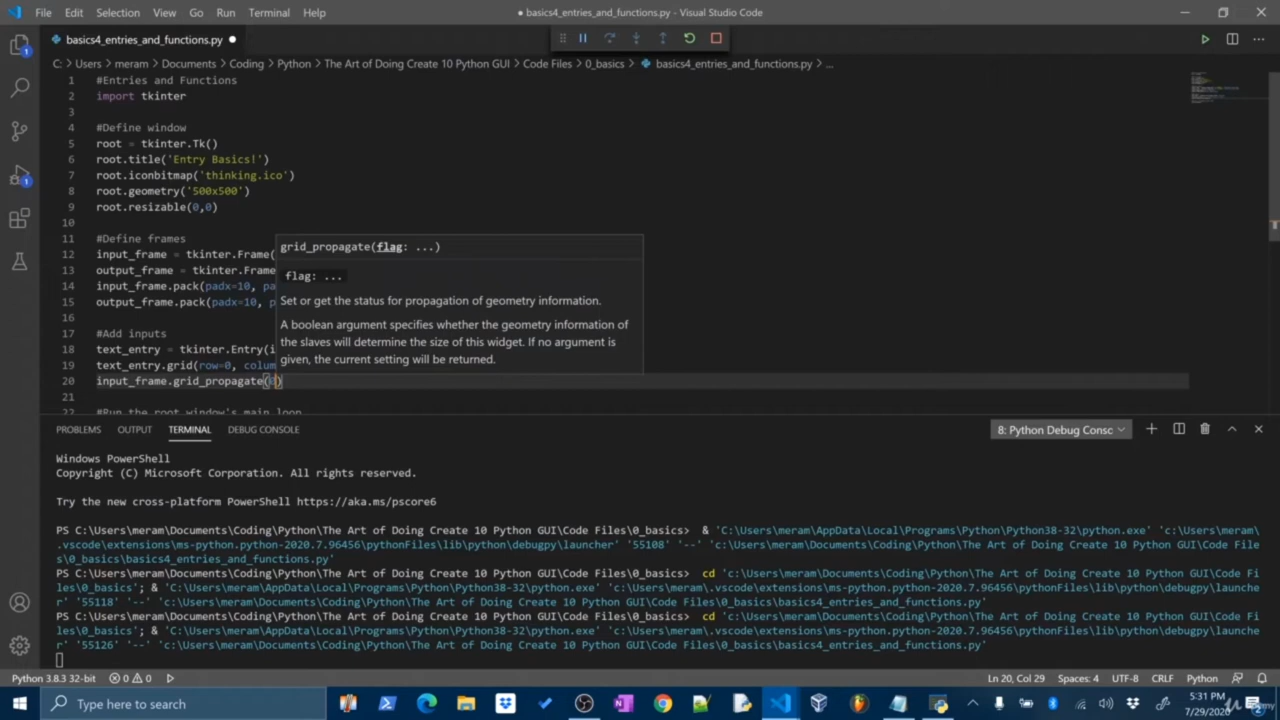 File Edit Selection View Go Run Terminal Help
● basics4_entries_and_functions.py - Visual Studio Code
basics4_entries_and_functions.py ●
C: > Users > meram > Documents > Coding > Python > The Art of Doing Create 10 Python GUI > Code Files > 0_basics > basics4_entries_and_functions.py > ...
1 #Entries and Functions
2 import tkinter
3
4 #Define window
5 root = tkinter.Tk()
6 root.title('Entry Basics!')
7 root.iconbitmap('thinking.ico')
8 root.geometry('500x500')
9 root.resizable(0,0)
10
11 #Define frames
12 input_frame = tkinter.Frame(
13 output_frame = tkinter.Frame
14 input_frame.pack(padx=10, pa
15 output_frame.pack(padx=10, p
16
17 #Add inputs
18 text_entry = tkinter.Entry(i
19 text_entry.grid(row=0, colum
20 input_frame.grid_propagate(0)
21
22 #Run the root window's main loop
grid_propagate(flag: ...)
flag: ...
Set or get the status for propagation of geometry information.
A boolean argument specifies whether the geometry information of
the slaves will determine the size of this widget. If no argument is
given, the current setting will be returned.
PROBLEMS OUTPUT TERMINAL DEBUG CONSOLE
8: Python Debug Consc
Windows PowerShell
Copyright (C) Microsoft Corporation. All rights reserved.
Try the new cross-platform PowerShell https://aka.ms/pscore6
PS C:\Users\meram\Documents\Coding\Python\The Art of Doing Create 10 Python GUI\Code Files\0_basics> & 'C:\Users\meram\AppData\Local\Programs\Python\Python38-32\python.exe' 'c:\Users\meram\
.vscode\extensions\ms-python.python-2020.7.96456\pythonFiles\lib\python\debugpy\launcher' '55108' '--' 'c:\Users\meram\Documents\Coding\Python\The Art of Doing Create 10 Python GUI\Code File
s\0_basics\basics4_entries_and_functions.py'
PS C:\Users\meram\Documents\Coding\Python\The Art of Doing Create 10 Python GUI\Code Files\0_basics> cd 'c:\Users\meram\Documents\Coding\Python\The Art of Doing Create 10 Python GUI\Code Fi
les\0_basics'; & 'C:\Users\meram\AppData\Local\Programs\Python\Python38-32\python.exe' 'c:\Users\meram\.vscode\extensions\ms-python.python-2020.7.96456\pythonFiles\lib\python\debugpy\launche
r' '55118' '--' 'c:\Users\meram\Documents\Coding\Python\The Art of Doing Create 10 Python GUI\Code Files\0_basics\basics4_entries_and_functions.py'
PS C:\Users\meram\Documents\Coding\Python\The Art of Doing Create 10 Python GUI\Code Files\0_basics> cd 'c:\Users\meram\Documents\Coding\Python\The Art of Doing Create 10 Python GUI\Code Fi
les\0_basics'; & 'C:\Users\meram\AppData\Local\Programs\Python\Python38-32\python.exe' 'c:\Users\meram\.vscode\extensions\ms-python.python-2020.7.96456\pythonFiles\lib\python\debugpy\launche
r' '55126' '--' 'c:\Users\meram\Documents\Coding\Python\The Art of Doing Create 10 Python GUI\Code Files\0_basics\basics4_entries_and_functions.py'
Python 3.8.3 32-bit 0 0 Ln 20, Col 29 Spaces: 4 UTF-8 CRLF Python
Type here to search
5:31 PM
7/29/2020